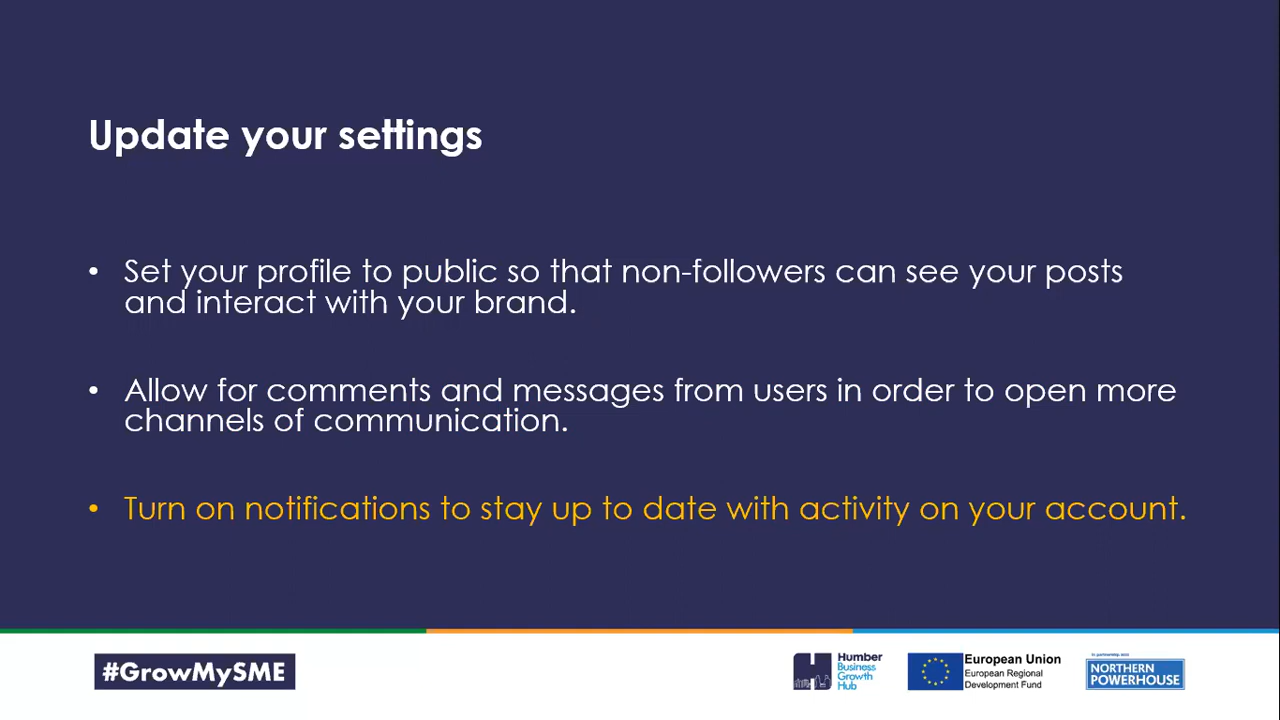 Update your settings
• Set your profile to public so that non-followers can see your posts
and interact with your brand.
• Allow for comments and messages from users in order to open more
channels of communication.
• Turn on notifications to stay up to date with activity on your account.
#GrowMySME
Humber
Business
Growth
Hub
European Union
European Regional
Development Fund
In partnership with
NORTHERN
POWERHOUSE